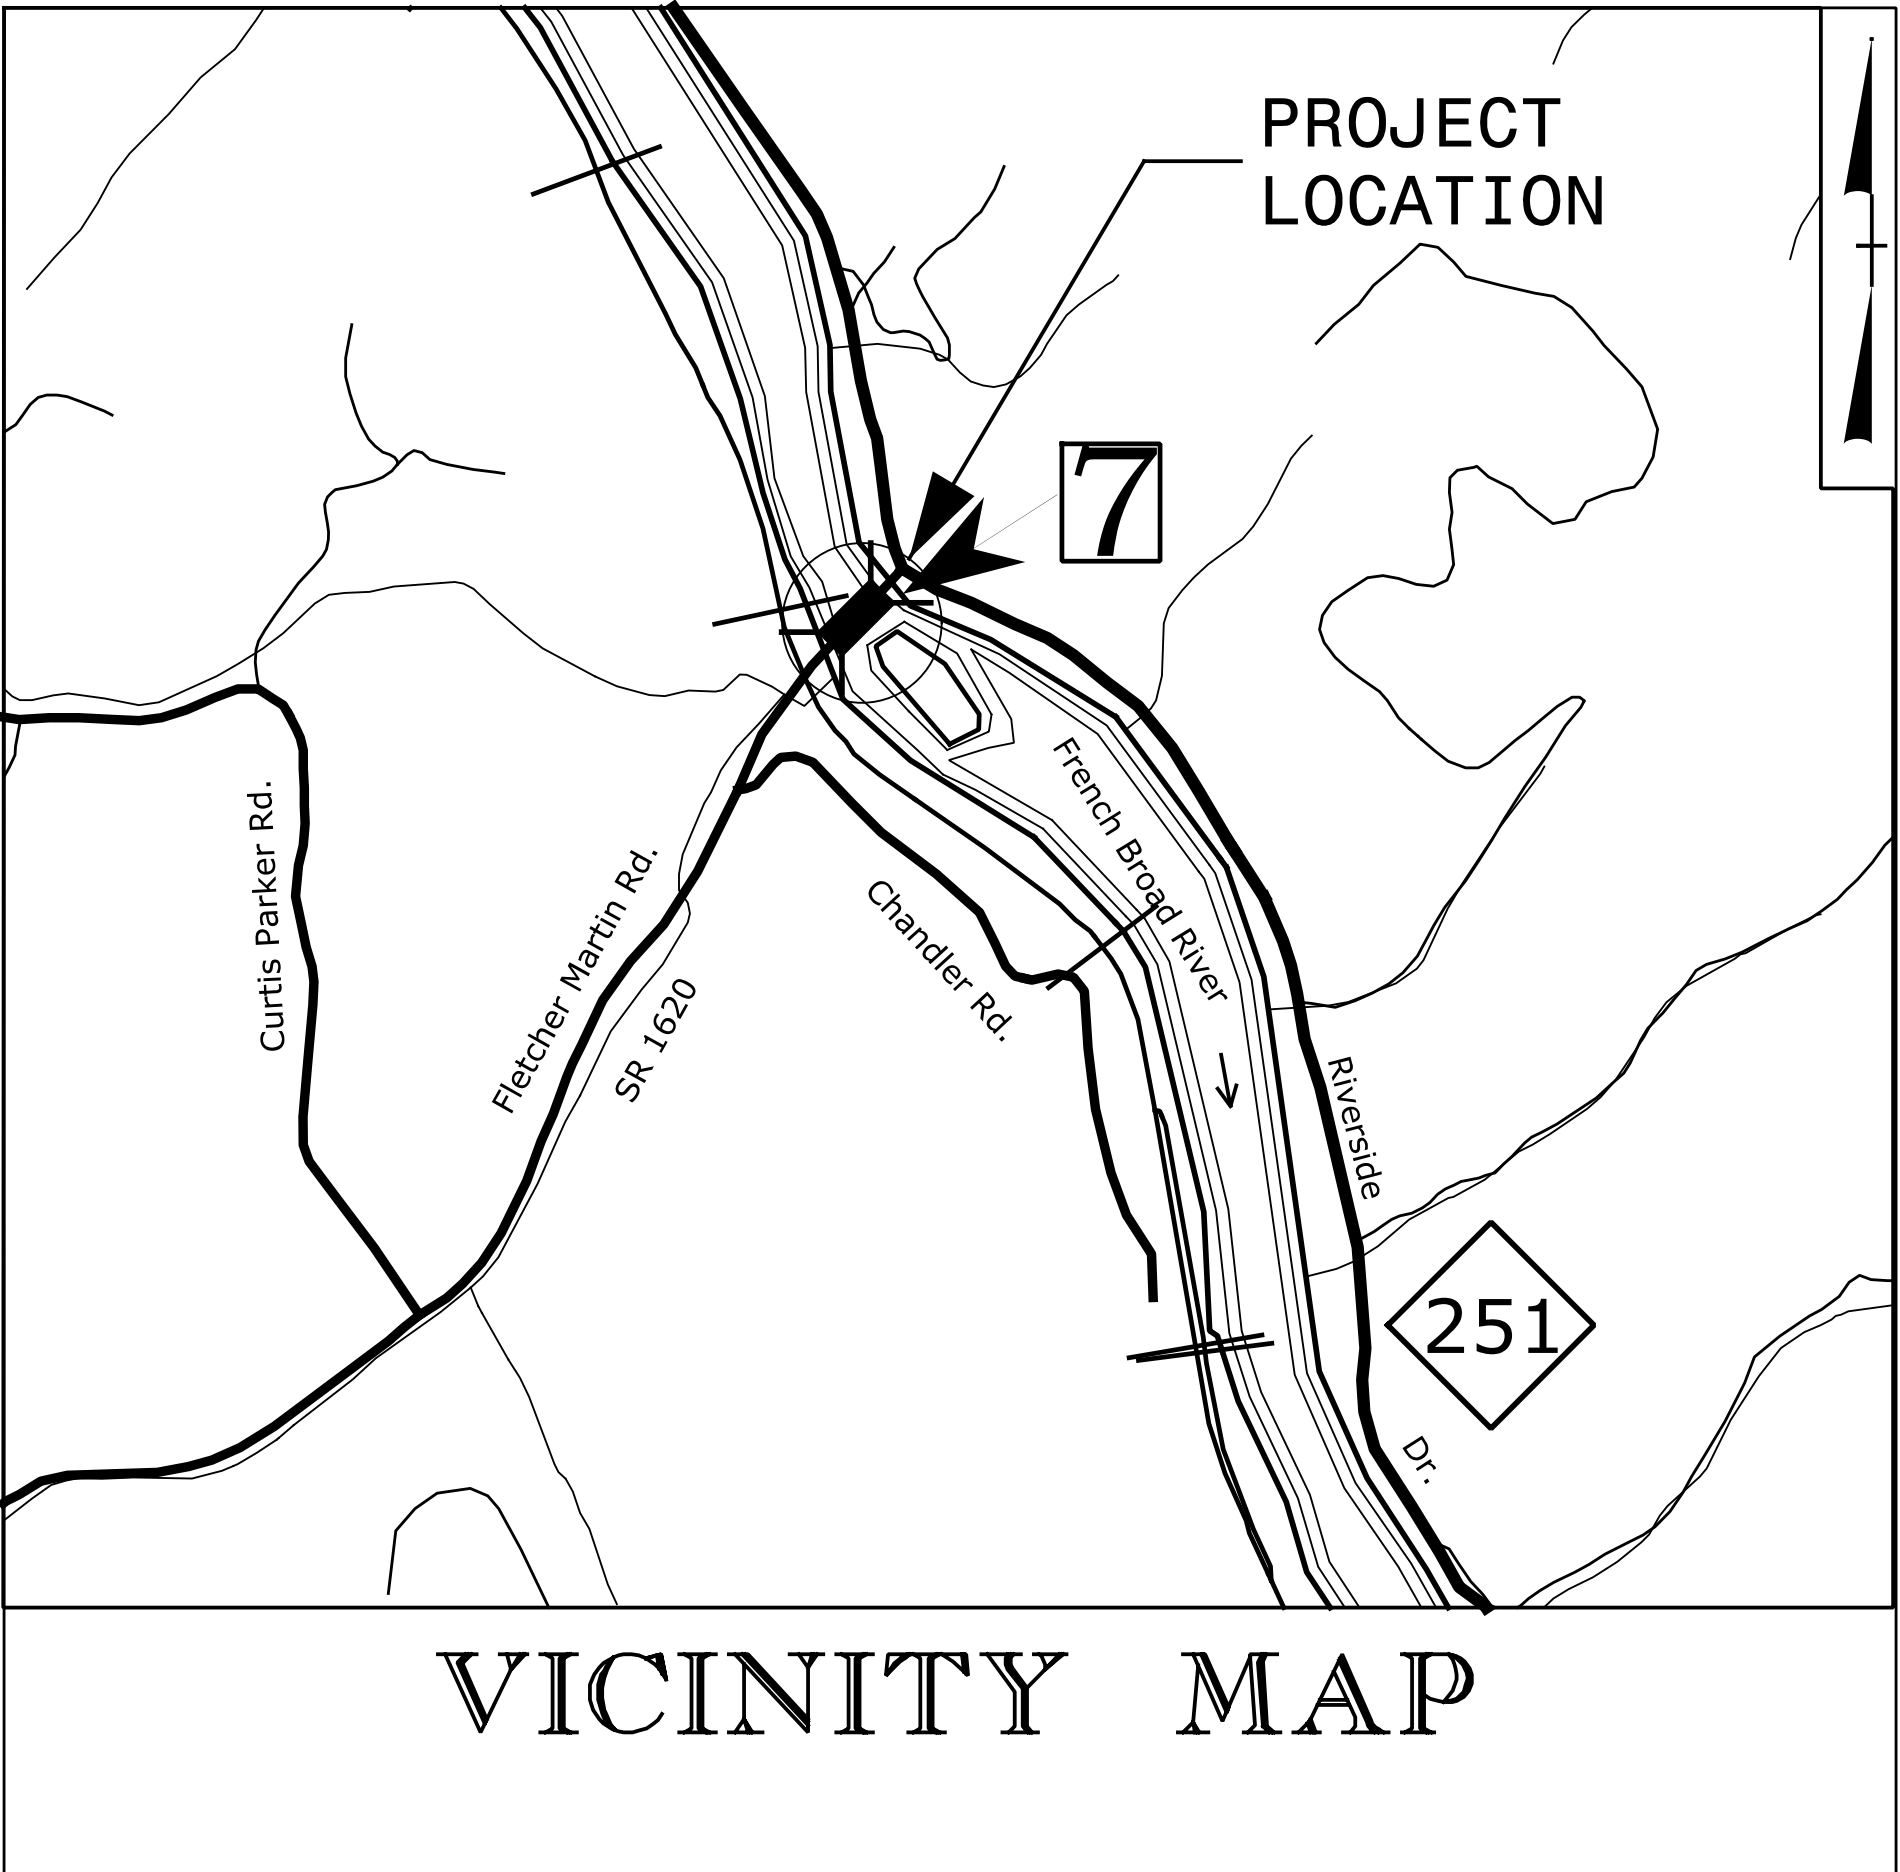 PROJECT
LOCATION
7
Curtis Parker Rd.
Fletcher Martin Rd.
SR 1620
Chandler Rd.
French Broad River
Riverside
Dr.
251
VICINITY MAP